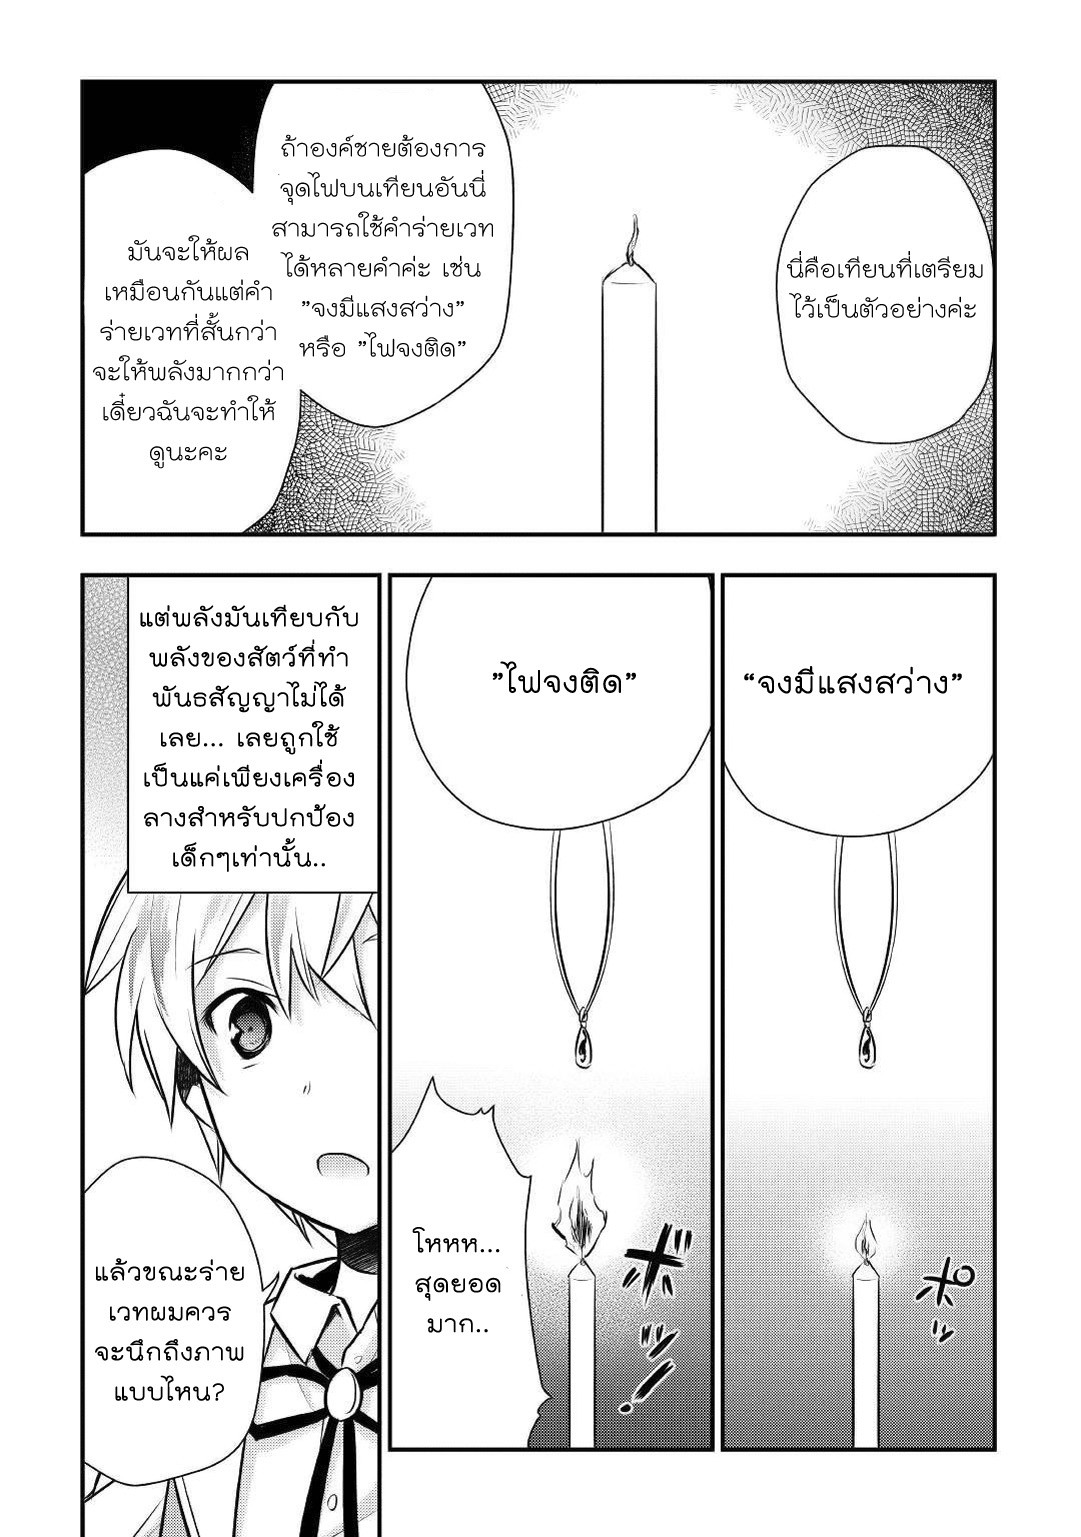 นี่คือเทียนที่เตรียม
ไว้เป็นตัวอย่างค่ะ
ถ้าองค์ชายต้องการ
จุดไฟบนเทียนอันนี่
สามารถใช้คำร่ายเวท
ได้หลายคำค่ะ เช่น
"จงมีแสงสว่าง"
หรือ "ไฟจงติด"
มันจะให้ผล
เหมือนกันแต่คำ
ร่ายเวทที่สั้นกว่า
จะให้พลังมากกว่า
เดี๋ยวฉันจะทำให้
ดูนะคะ
“จงมีแสงสว่าง”
ポッ
”ไฟจงติด”
ボッ!
โหหห...
สุดยอด
มาก..
แต่พลังมันเทียบกับ
พลังของสัตว์ที่ทำ
พันธสัญญาไม่ได้
เลย... เลยถูกใช้
เป็นแค่เพียงเครื่อง
ลางสำหรับปกป้อง
เด็กๆเท่านั้น..
แล้วขณะร่าย
เวทผมควร
จะนึกถึงภาพ
แบบไหน?